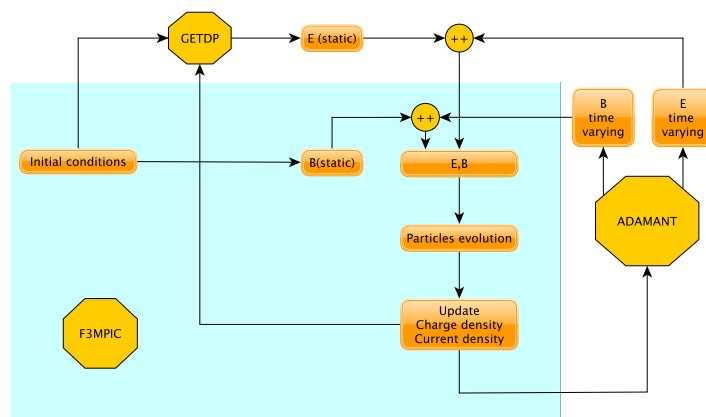 GETDP
E (static)
++
B
time
varying
E
time
varying
++
Initial conditions
B(static)
E,B
ADAMANT
Particles evolution
F3MPIC
Update
Charge density
Current density